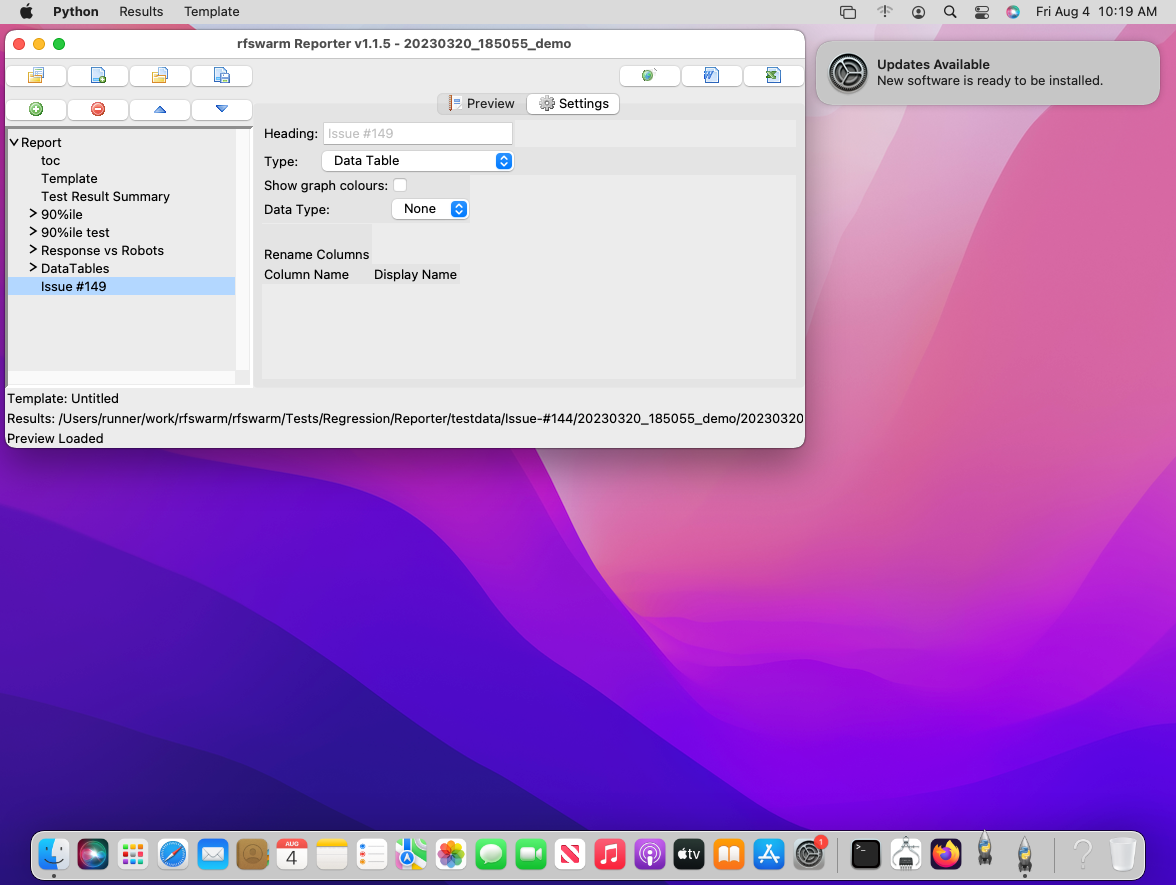 Python Results Template Fri Aug 4 10:19 AM
rfswarm Reporter v1.1.5 - 20230320_185055_demo
Updates Available
New software is ready to be installed.
Preview Settings
Heading: Issue #149
Type: Data Table
Show graph colours:
Data Type: None
Rename Columns
Column Name Display Name
Report
toc
Template
Test Result Summary
90%ile
90%ile test
Response vs Robots
DataTables
Issue #149
Template: Untitled
Results: /Users/runner/work/rfswarm/rfswarm/Tests/Regression/Reporter/testdata/Issue-#144/20230320_185055_demo/20230320
Preview Loaded
AUG
4
tv
1
>_
?